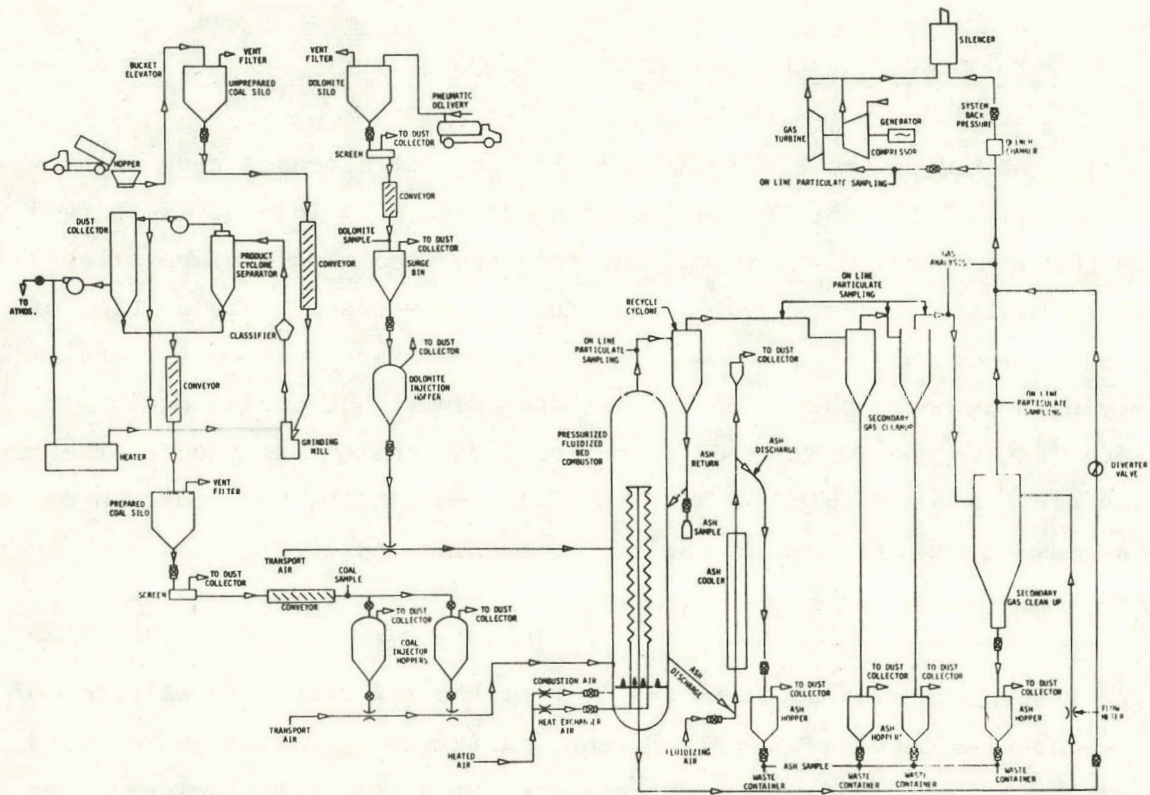 SILENCER
BUCKET
ELEVATOR
VENT
FILTER
UNPREPARED
COAL SILO
VENT
FILTER
DOLOMITE
SILO
PNEUMATIC
DELIVERY
TO DUST
COLLECTOR
SCREEN
HOPPER
CONVEYOR
GAS
TURBINE
GENERATOR
COMPRESSOR
SYSTEM
BACK
PRESSURE
QUENCH
CHAMBER
ON LINE PARTICULATE SAMPLING
DUST
COLLECTOR
PRODUCT
CYCLONE
SEPARATOR
CONVEYOR
DOLOMITE
SAMPLE
TO DUST
COLLECTOR
SURGE
BIN
TO
ATMOS.
CLASSIFIER
CONVEYOR
TO DUST
COLLECTOR
DOLOMITE
INJECTION
HOPPER
HEATER
GRINDING
MILL
GAS
ANALYSIS
ON LINE
PARTICULATE
SAMPLING
RECYCLE
CYCLONE
ON LINE
PARTICULATE
SAMPLING
TO DUST
COLLECTOR
SECONDARY
GAS CLEANUP
ON LINE
PARTICULATE
SAMPLING
PRESSURIZED
FLUIDIZED
BED
COMBUSTOR
ASH
RETURN
ASH
DISCHARGE
ASH
SAMPLE
DIVERTER
VALVE
VENT
FILTER
PREPARED
COAL SILO
TRANSPORT
AIR
ASH
COOLER
TO DUST
COLLECTOR
SCREEN
CONVEYOR
COAL
SAMPLE
TO DUST
COLLECTOR
TO DUST
COLLECTOR
COAL
INJECTOR
HOPPERS
SECONDARY
GAS CLEAN UP
COMBUSTION AIR
HEAT EXCHANGER
AIR
TRANSPORT
AIR
HEATED
AIR
ASH
DISCHARGE
FLUIDIZING
AIR
TO DUST
COLLECTOR
ASH
HOPPER
TO DUST
COLLECTOR
TO DUST
COLLECTOR
ASH
HOPPERS
TO DUST
COLLECTOR
ASH
HOPPER
FLOW
METER
ASH SAMPLE
WASTE
CONTAINER
WASTE
CONTAINER
WASTE
CONTAINER
WASTE
CONTAINER